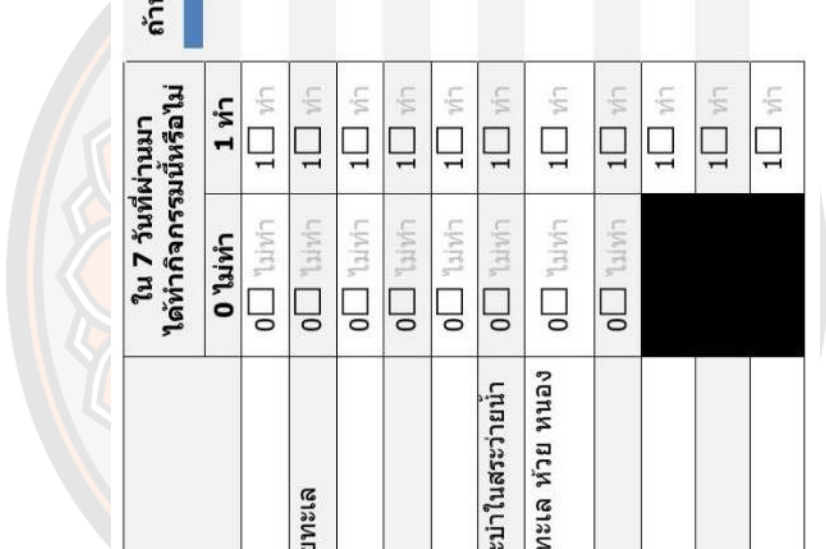 ใน 7 วันที่ผ่านมา
ได้ทำกิจกรรมนี้หรือไม่
0 ไม่ทำ 1 ทำ
0 ไม่ทำ 1 ทำ
ยทะเล 0 ไม่ทำ 1 ทำ
0 ไม่ทำ 1 ทำ
0 ไม่ทำ 1 ทำ
0 ไม่ทำ 1 ทำ
ะบำในสระว่ายน้ำ 0 ไม่ทำ 1 ทำ
ทะเล ห้วย หนอง 0 ไม่ทำ 1 ทำ
0 ไม่ทำ 1 ทำ
1 ทำ
1 ทำ
1 ทำ